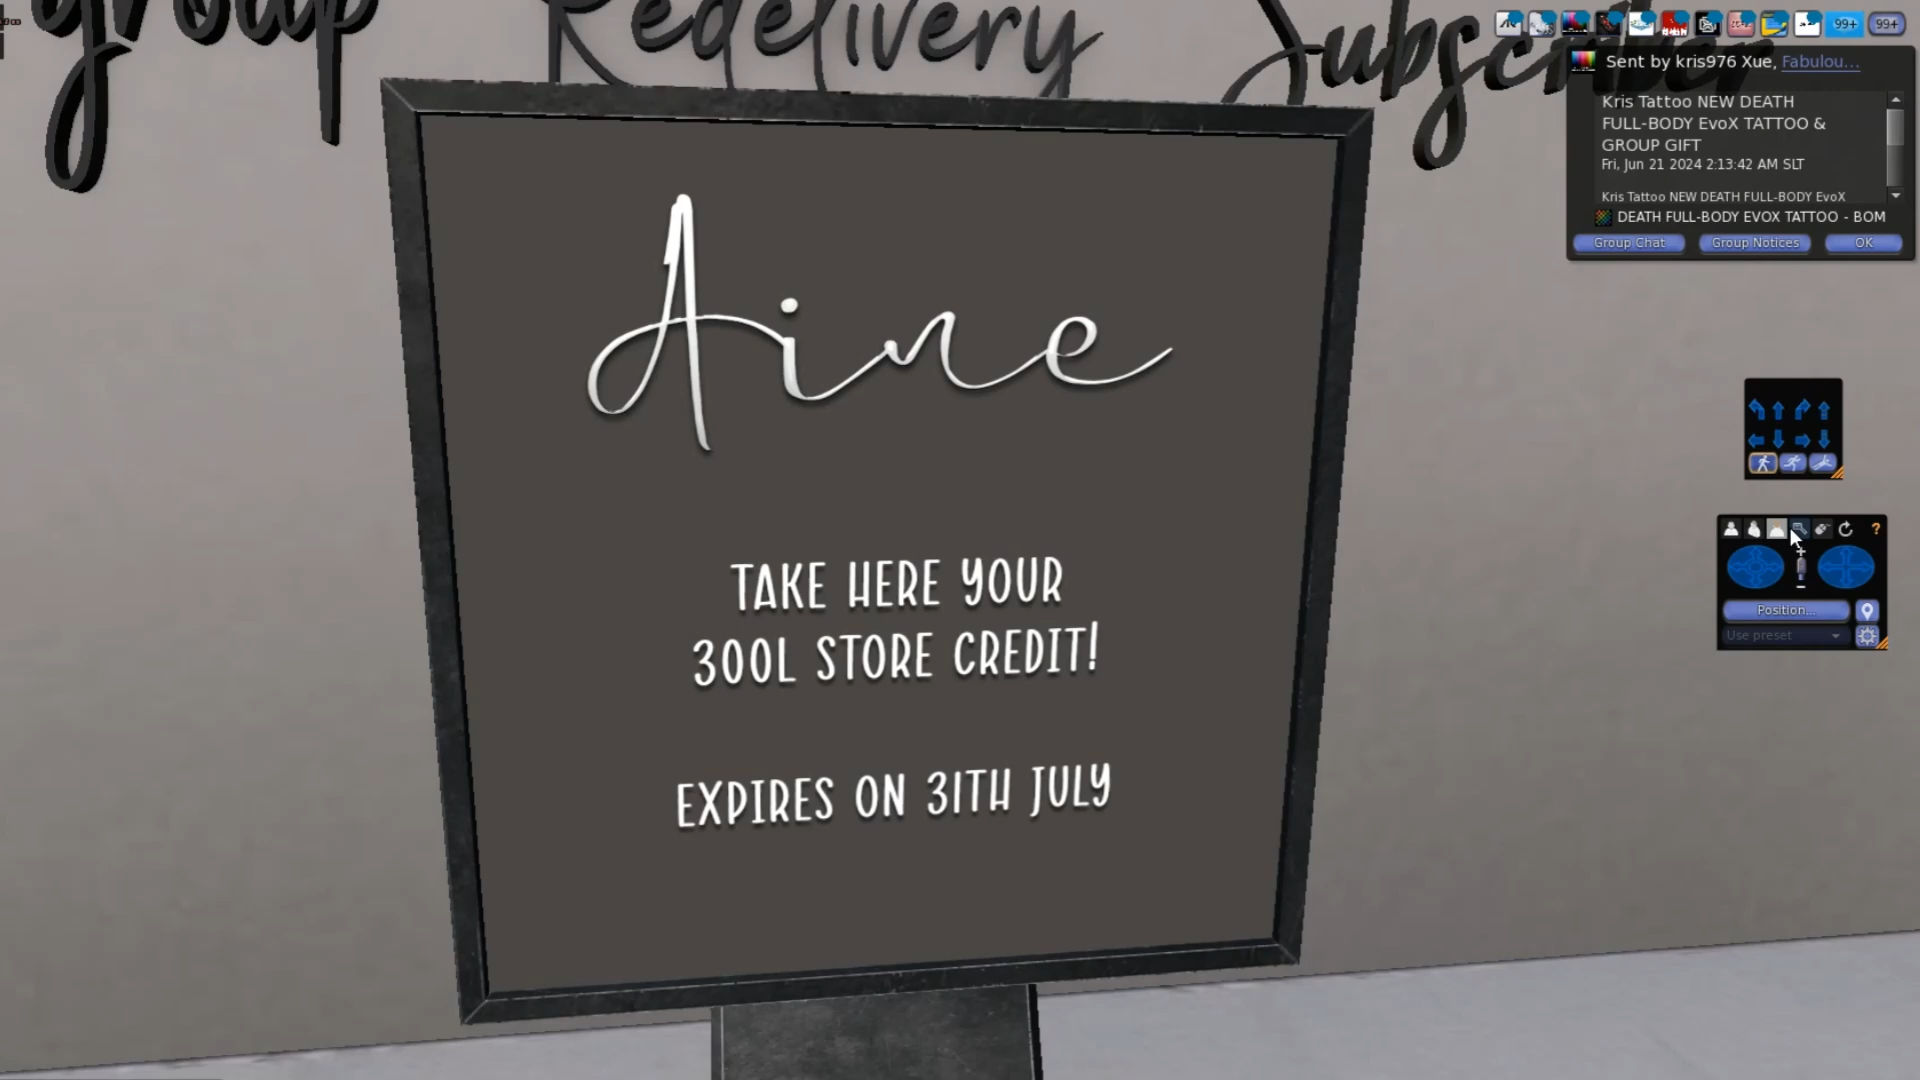 group
Redelivery
Subscriber
99+
99+
Sent by kris976 Xue, Fabulou...
Kris Tattoo NEW DEATH
FULL-BODY EvoX TATTOO &
GROUP GIFT
Fri, Jun 21 2024 2:13:42 AM SLT
Kris Tattoo NEW DEATH FULL-BODY EvoX
DEATH FULL-BODY EVOX TATTOO - BOM
Group Chat
Group Notices
OK
Aine
TAKE HERE YOUR
300L STORE CREDIT!
EXPIRES ON 31TH JULY
?
Position...
Use preset